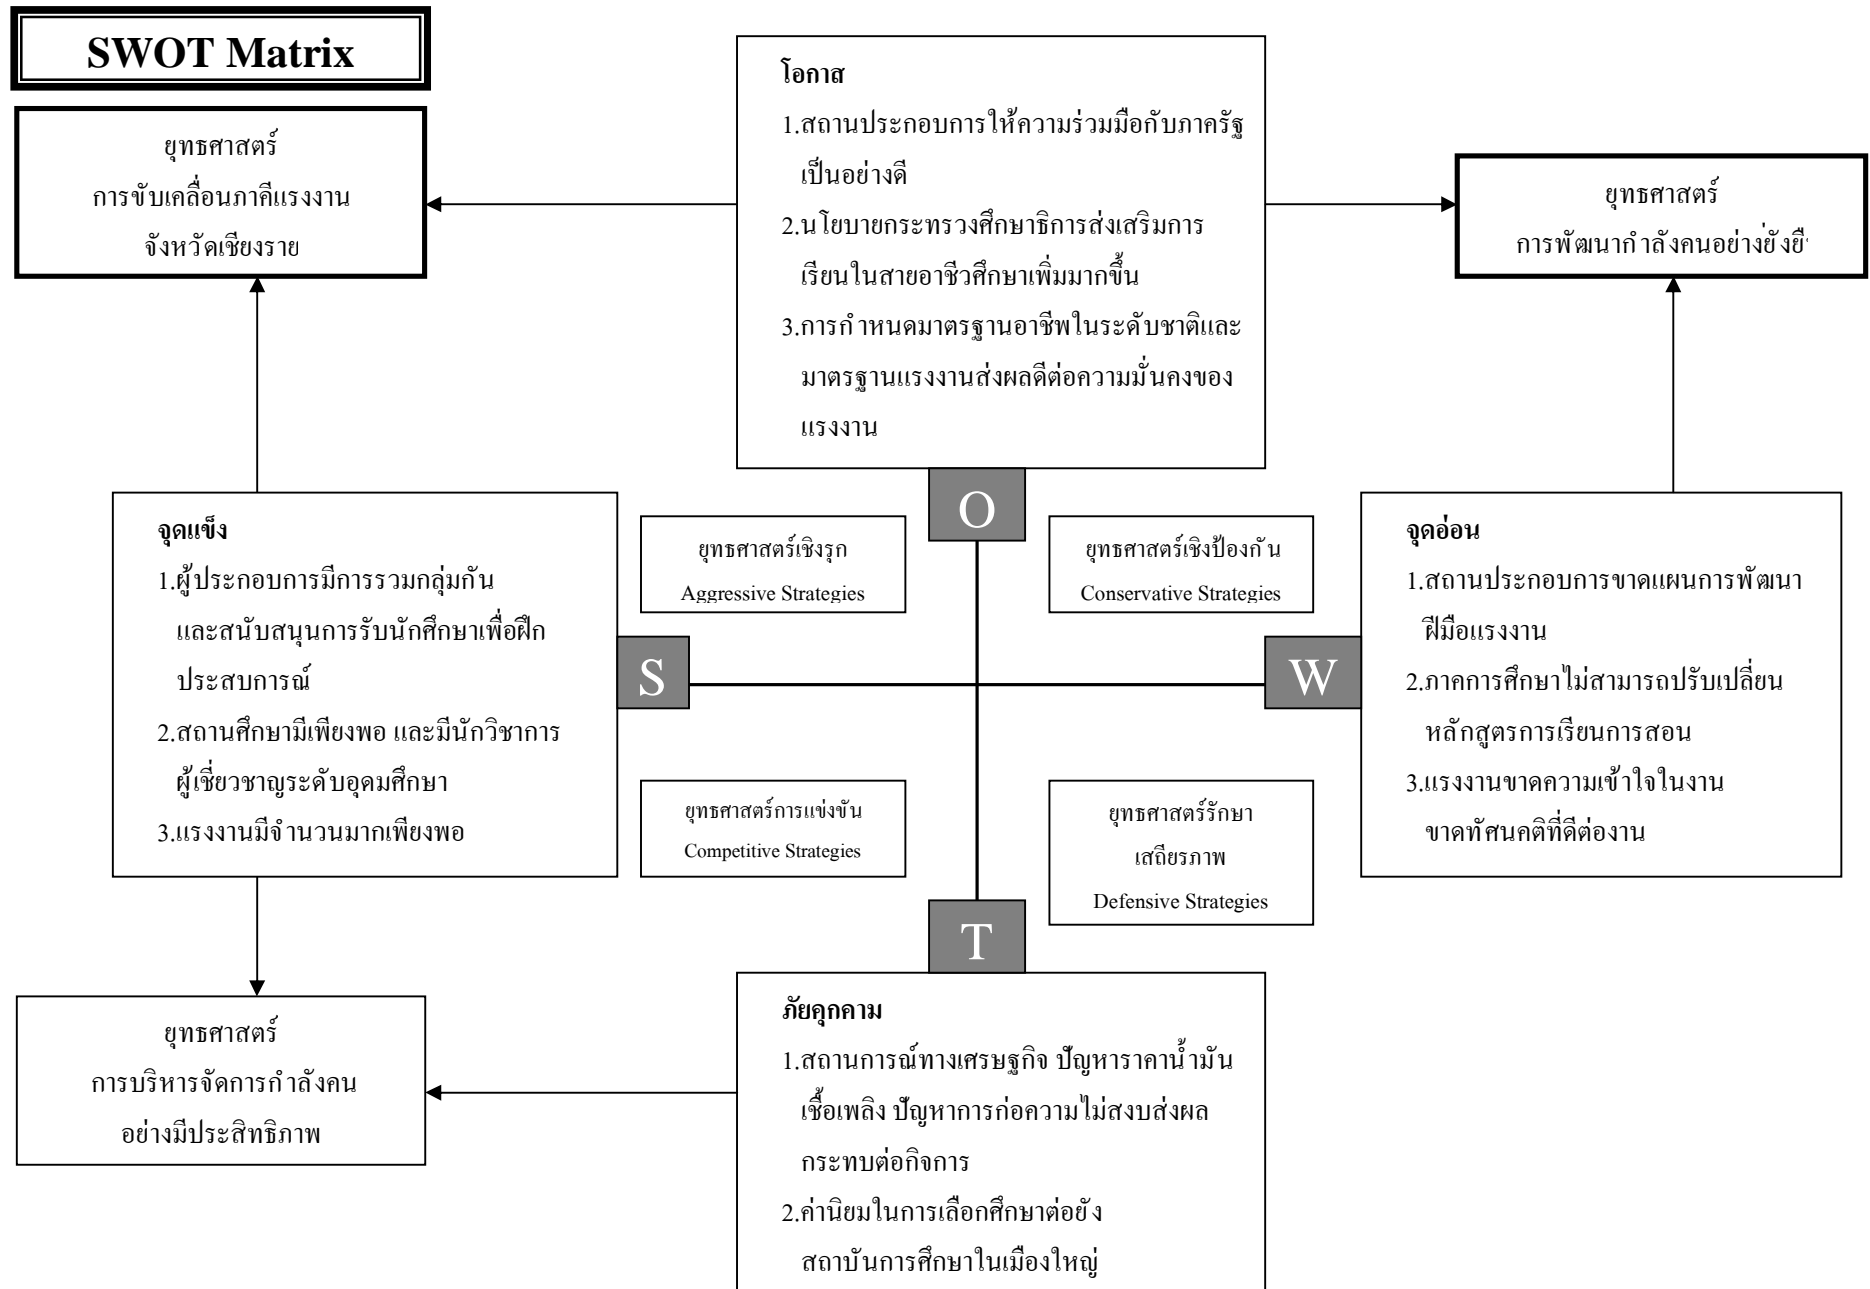 SWOT Matrix
ยุทธศาสตร์
การขับเคลื่อนภาคีแรงงาน
จังหวัดเชียงราย
โอกาส
1.สถานประกอบการให้ความร่วมมือกับภาครัฐ
เป็นอย่างดี
2.นโยบายกระทรวงศึกษาธิการส่งเสริมการ
เรียนในสายอาชีวศึกษาเพิ่มมากขึ้น
3.การกำหนดมาตรฐานอาชีพในระดับชาติและ
มาตรฐานแรงงานส่งผลดีต่อความมั่นคงของ
แรงงาน
ยุทธศาสตร์
การพัฒนากำลังคนอย่าง
O
จุดแข็ง
1.ผู้ประกอบการมีการรวมกลุ่มกัน
และสนับสนุนการรับนักศึกษาเพื่อฝึก
ประสบการณ์
2.สถานศึกษามีเพียงพอ และมีนักวิชาการ
ผู้เชี่ยวชาญระดับอุดมศึกษา
3.แรงงานมีจำนวนมากเพียงพอ
ยุทธศาสตร์เชิงรุก
Aggressive Strategies
ยุทธศาสตร์เชิงป้องกัน
Conservative Strategies
S
W
จุดอ่อน
1.สถานประกอบการขาดแผนการพัฒนา
ฝีมือแรงงาน
2.ภาคการศึกษาไม่สามารถปรับเปลี่ยน
หลักสูตรการเรียนการสอน
3.แรงงานขาดความเข้าใจในงาน
ขาดทัศนคติที่ดีต่องาน
ยุทธศาสตร์การแข่งขัน
Competitive Strategies
ยุทธศาสตร์รักษา
เสถียรภาพ
Defensive Strategies
T
ยุทธศาสตร์
การบริหารจัดการกำลังคน
อย่างมีประสิทธิภาพ
ภัยคุกคาม
1.สถานการณ์ทางเศรษฐกิจ ปัญหาราคาน้ำมัน
เชื้อเพลิง ปัญหาการก่อความไม่สงบส่งผล
กระทบต่อกิจการ
2.ค่านิยมในการเลือกศึกษาต่อยัง
สถาบันการศึกษาในเมืองใหญ่